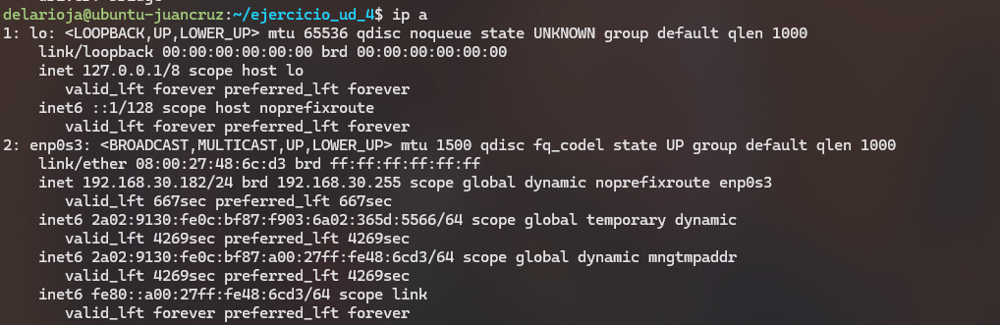 delarioja@ubuntu-juancruz:~/ejercicio_ud_4$ ip a
1: lo: <LOOPBACK,UP,LOWER_UP> mtu 65536 qdisc noqueue state UNKNOWN group default qlen 1000
    link/loopback 00:00:00:00:00:00 brd 00:00:00:00:00:00
    inet 127.0.0.1/8 scope host lo
       valid_lft forever preferred_lft forever
    inet6 ::1/128 scope host noprefixroute
       valid_lft forever preferred_lft forever
2: enp0s3: <BROADCAST,MULTICAST,UP,LOWER_UP> mtu 1500 qdisc fq_codel state UP group default qlen 1000
    link/ether 08:00:27:48:6c:d3 brd ff:ff:ff:ff:ff:ff
    inet 192.168.30.182/24 brd 192.168.30.255 scope global dynamic noprefixroute enp0s3
       valid_lft 667sec preferred_lft 667sec
    inet6 2a02:9130:fe0c:bf87:f903:6a02:365d:5566/64 scope global temporary dynamic
       valid_lft 4269sec preferred_lft 4269sec
    inet6 2a02:9130:fe0c:bf87:a00:27ff:fe48:6cd3/64 scope global dynamic mngtmpaddr
       valid_lft 4269sec preferred_lft 4269sec
    inet6 fe80::a00:27ff:fe48:6cd3/64 scope link
       valid_lft forever preferred_lft forever